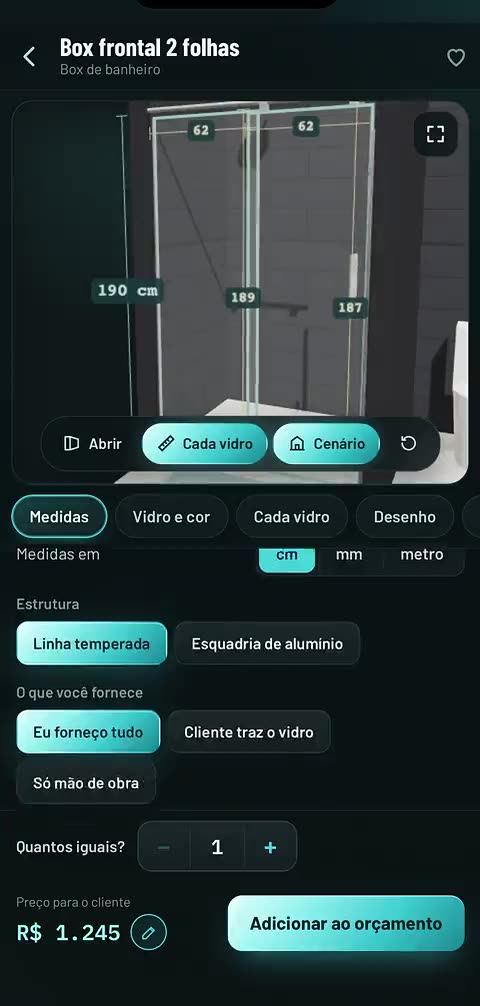 Box frontal 2 folhas
Box de banheiro
62
62
190 cm
189
187
Abrir
Cada vidro
Cenário
Medidas
Vidro e cor
Cada vidro
Desenho
Medidas em
cm
mm
metro
Estrutura
Linha temperada
Esquadria de alumínio
O que você fornece
Eu forneço tudo
Cliente traz o vidro
Só mão de obra
Quantos iguais?
−
1
+
Preço para o cliente
R$ 1.245
Adicionar ao orçamento